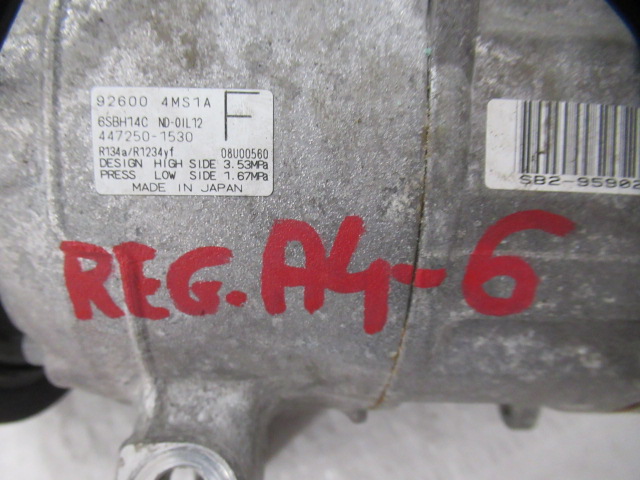 92600 4MS1A
F
6SBH14C ND-OIL12
447250-1530
R134a/R1234yf 08U00560
DESIGN HIGH SIDE 3.53MPa
PRESS LOW SIDE 1.67MPa
MADE IN JAPAN
SB2-95902
REG. A4-6